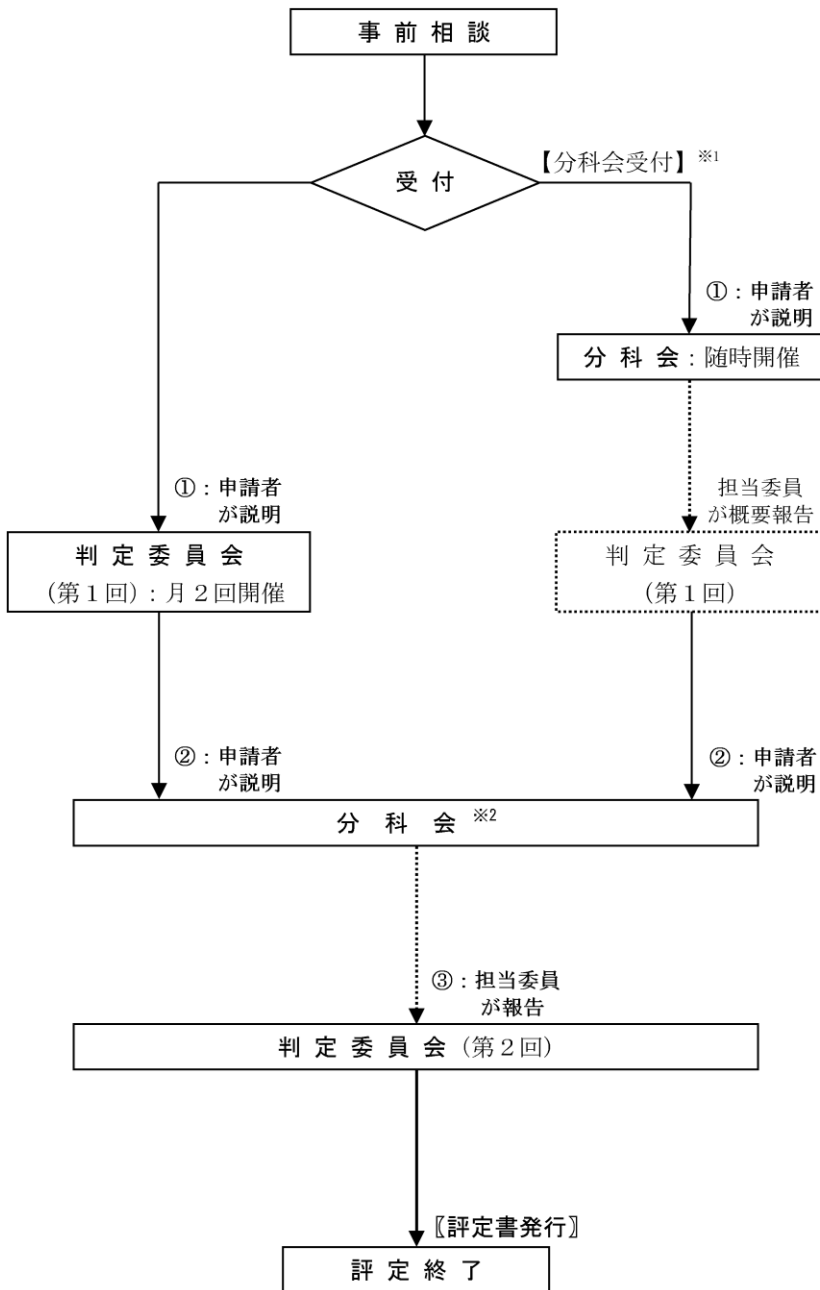 事前相談
受付
【分科会受付】※1
①：申請者
が説明
分科会：随時開催
①：申請者
が説明
担当委員
が概要報告
判定委員会
（第１回）：月２回開催
判定委員会
（第１回）
②：申請者
が説明
②：申請者
が説明
分科会※2
③：担当委員
が報告
判定委員会（第２回）
〖評定書発行〗
評定終了